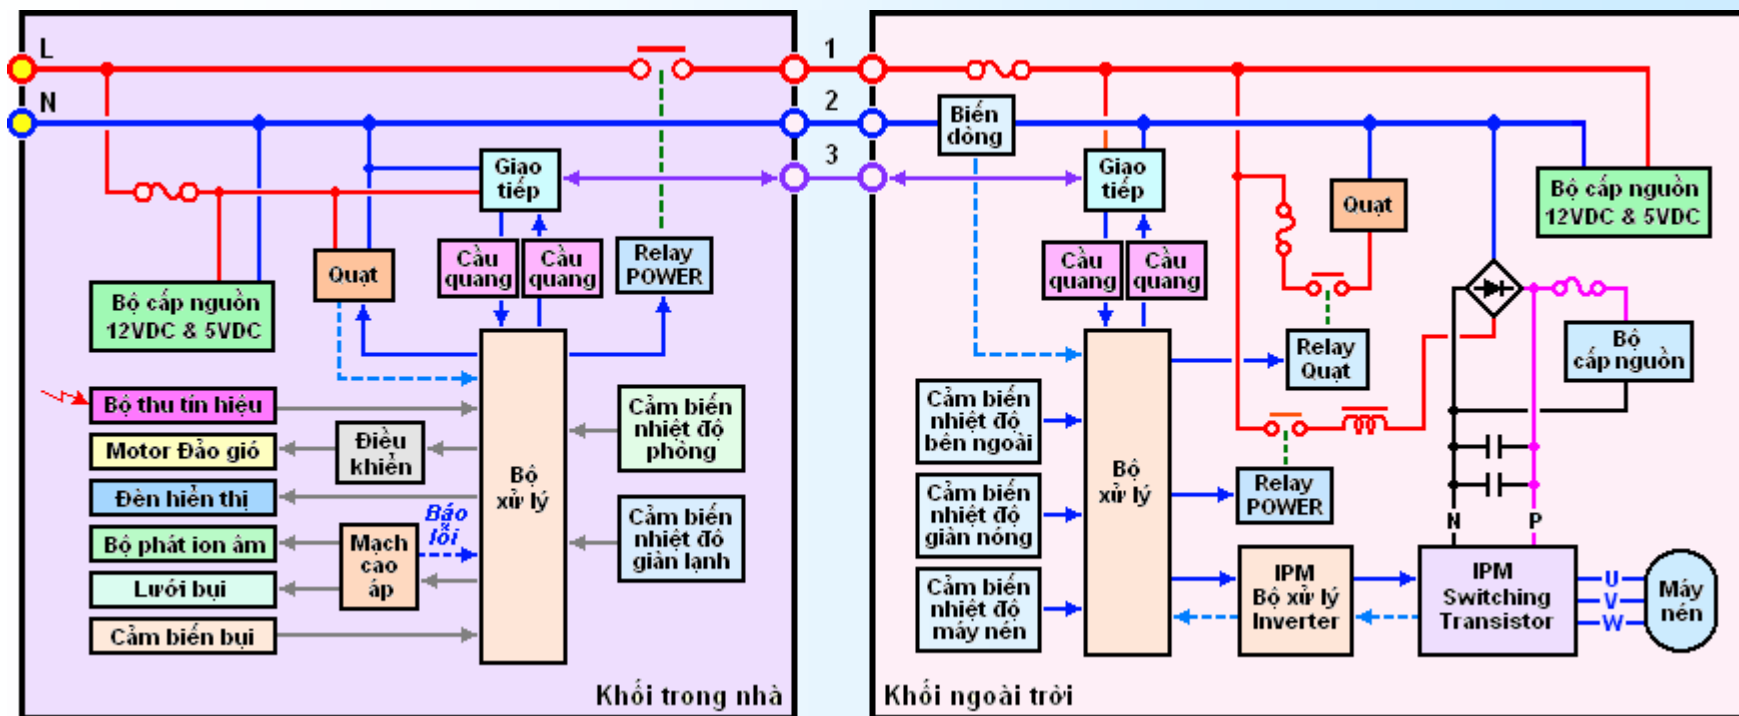 L
N
1
2
3
Giao
tiếp
Cầu
quang
Cầu
quang
Relay
POWER
Quạt
Bộ cấp nguồn
12VDC & 5VDC
Bộ thu tín hiệu
Motor Đảo gió
Điều
khiển
Đèn hiển thị
Bộ phát ion âm
Lưới bụi
Cảm biến bụi
Mạch
cao
áp
Báo
lỗi
Bộ
xử lý
Cảm biến
nhiệt độ
phòng
Cảm biến
nhiệt độ
giàn lạnh
Khối trong nhà
Biến
dòng
Giao
tiếp
Cầu
quang
Cầu
quang
Quạt
Bộ cấp nguồn
12VDC & 5VDC
Relay
Quạt
Bộ
cấp nguồn
Cảm biến
nhiệt độ
bên ngoài
Cảm biến
nhiệt độ
giàn nóng
Cảm biến
nhiệt độ
máy nén
Bộ
xử lý
Relay
POWER
N
P
IPM
Bộ xử lý
Inverter
IPM
Switching
Transistor
U
V
W
Máy
nén
Khối ngoài trời